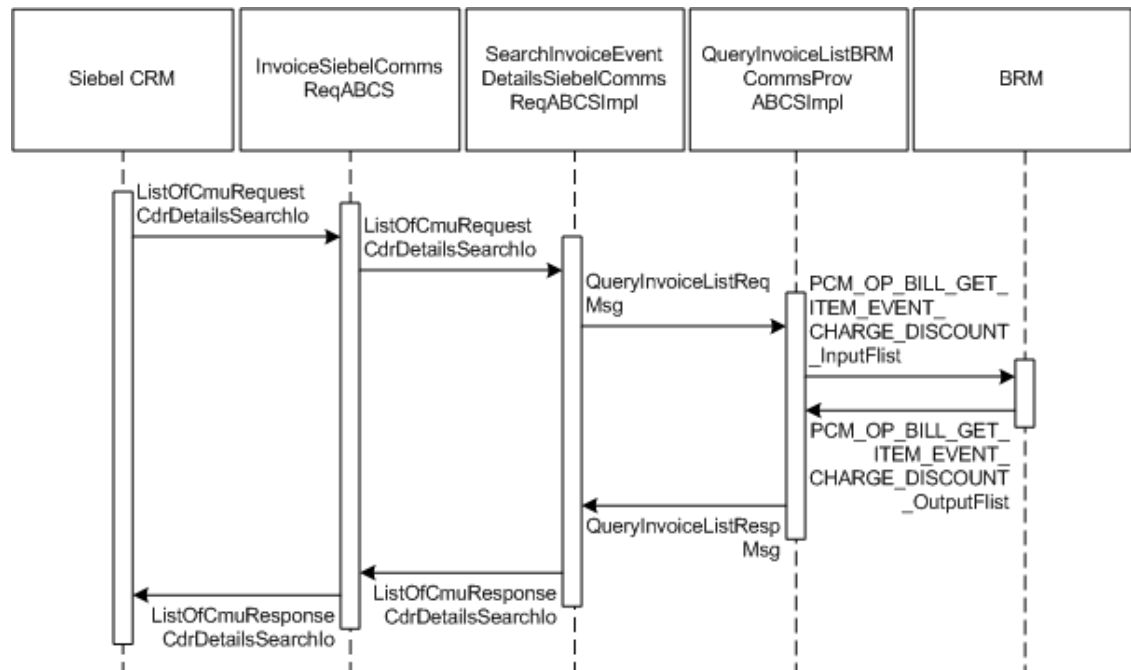 Siebel CRM
InvoiceSiebelComms
ReqABCS
SearchInvoiceEvent
DetailsSiebelComms
ReqABCSImpl
QueryInvoiceListBRM
CommsProv
ABCSImpl
BRM
ListOfCmuRequest
CdrDetailsSearchIo
ListOfCmuRequest
CdrDetailsSearchIo
QueryInvoiceListReq
Msg
PCM_OP_BILL_GET_
ITEM_EVENT_
CHARGE_DISCOUNT
_InputFlist
PCM_OP_BILL_GET_
ITEM_EVENT_
CHARGE_DISCOUNT
_OutputFlist
QueryInvoiceListResp
Msg
ListOfCmuResponse
CdrDetailsSearchIo
ListOfCmuResponse
CdrDetailsSearchIo